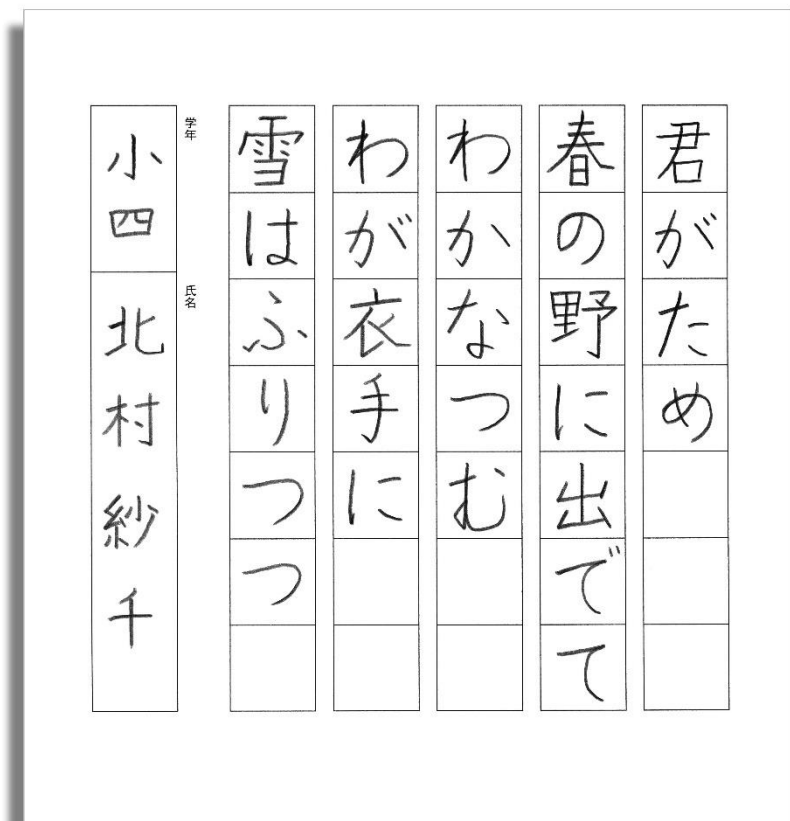 君がため
春の野に出でて
わかなつむ
わが衣手に
雪はふりつつ
学年
小四
氏名
北村紗千